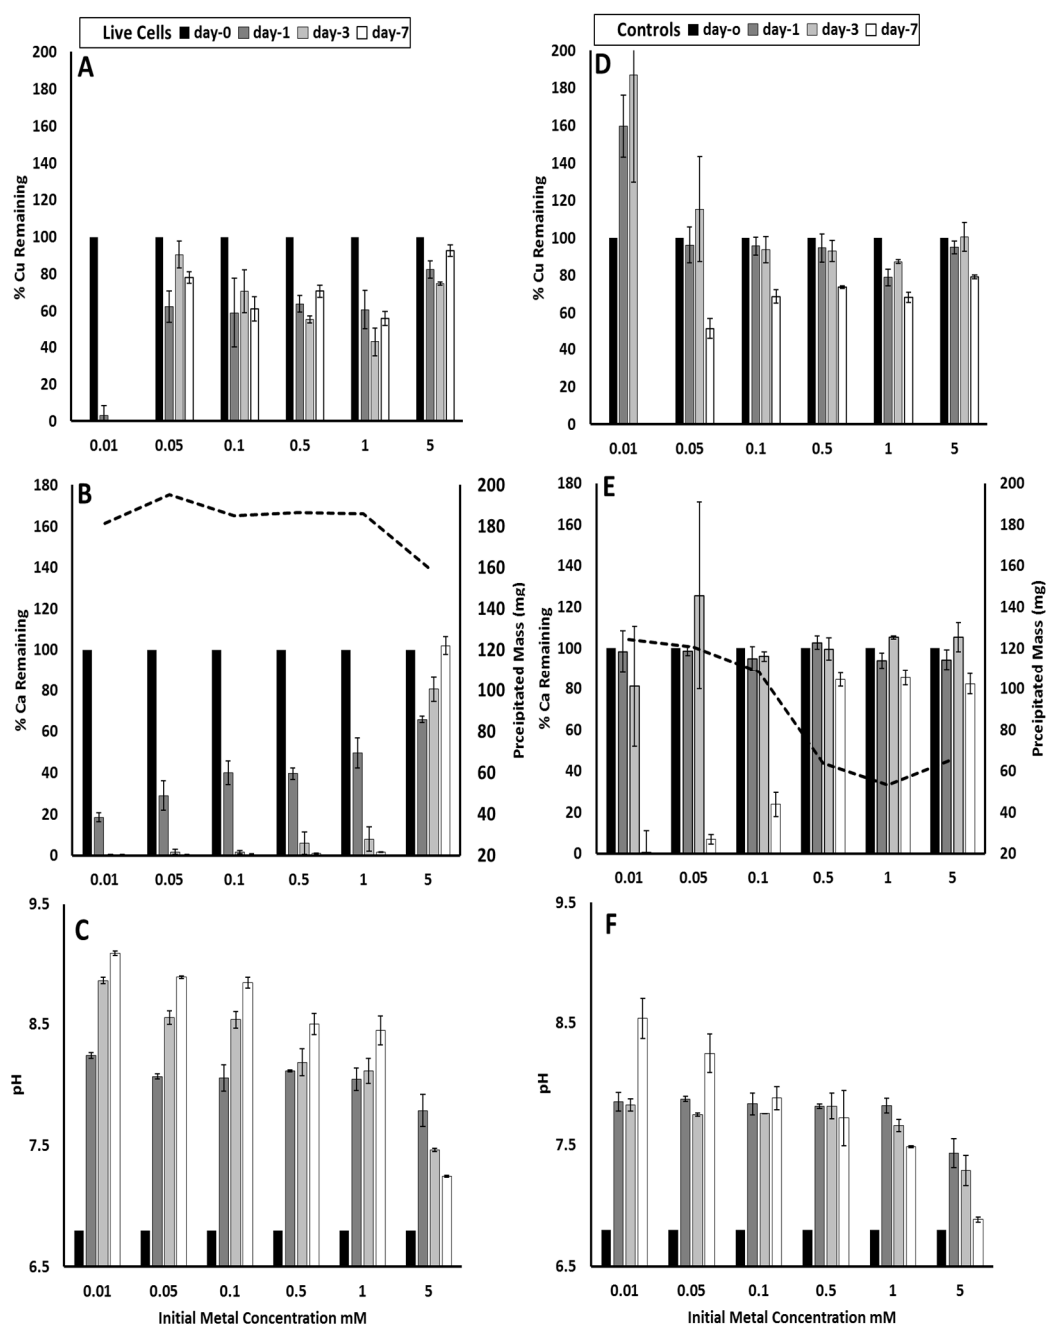 Live Cells day-0 day-1 day-3 day-7
A
% Cu Remaining
200
180
160
140
120
100
80
60
40
20
0
0.01 0.05 0.1 0.5 1 5
Controls day-o day-1 day-3 day-7
D
% Cu Remaining
200
180
160
140
120
100
80
60
40
20
0
0.01 0.05 0.1 0.5 1 5
B
% Ca Remaining
180
160
140
120
100
80
60
40
20
0
200
180
160
140
120
100
80
60
40
20
Prceipitated Mass (mg)
0.01 0.05 0.1 0.5 1 5
E
% Ca Remaining
180
160
140
120
100
80
60
40
20
0
200
180
160
140
120
100
80
60
40
20
Prceipitated Mass (mg)
0.01 0.05 0.1 0.5 1 5
C
pH
9.5
8.5
7.5
6.5
0.01 0.05 0.1 0.5 1 5
Initial Metal Concentration mM
F
pH
9.5
8.5
7.5
6.5
0.01 0.05 0.1 0.5 1 5
Initial Metal Concentration mM